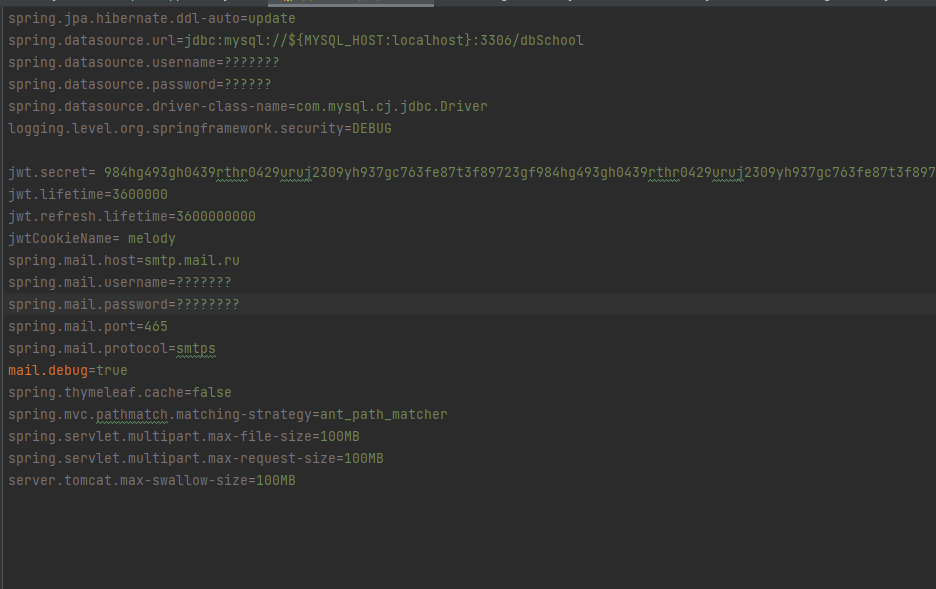 spring.jpa.hibernate.ddl-auto=update
spring.datasource.url=jdbc:mysql://${MYSQL_HOST:localhost}:3306/dbSchool
spring.datasource.username=???????
spring.datasource.password=??????
spring.datasource.driver-class-name=com.mysql.cj.jdbc.Driver
logging.level.org.springframework.security=DEBUG
jwt.secret= 984hg493gh0439rthr0429uruj2309yh937gc763fe87t3f89723gf984hg493gh0439rthr0429uruj2309yh937gc763fe87t3f897
jwt.lifetime=3600000
jwt.refresh.lifetime=3600000000
jwtCookieName= melody
spring.mail.host=smtp.mail.ru
spring.mail.username=???????
spring.mail.password=????????
spring.mail.port=465
spring.mail.protocol=smtps
mail.debug=true
spring.thymeleaf.cache=false
spring.mvc.pathmatch.matching-strategy=ant_path_matcher
spring.servlet.multipart.max-file-size=100MB
spring.servlet.multipart.max-request-size=100MB
server.tomcat.max-swallow-size=100MB